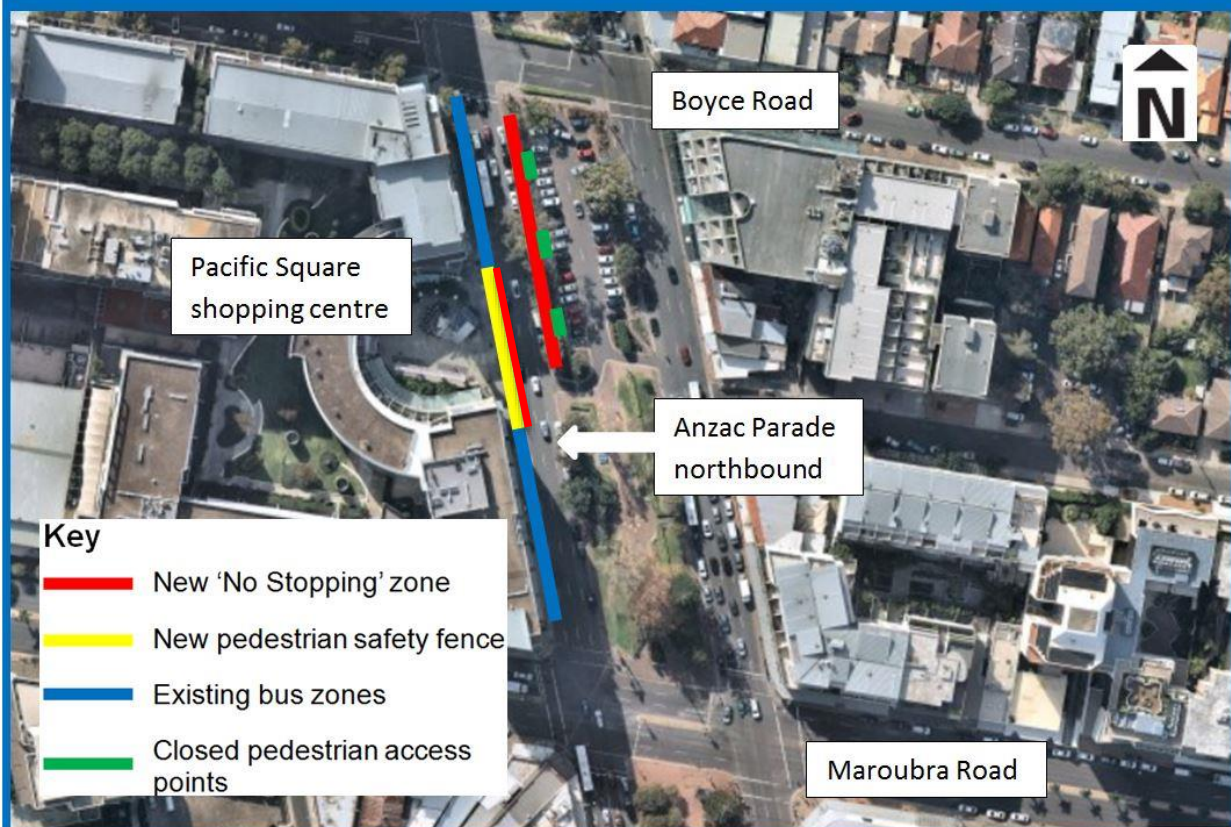 Boyce Road
N
Pacific Square
shopping centre
Anzac Parade
northbound
Key
New ‘No Stopping’ zone
New pedestrian safety fence
Existing bus zones
Closed pedestrian access
points
Maroubra Road